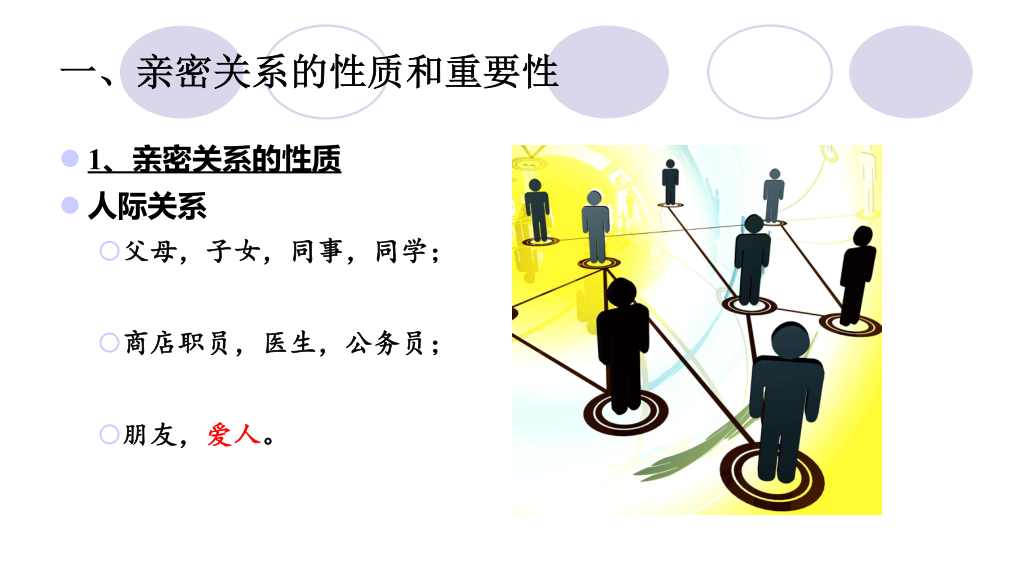 一、亲密关系的性质和重要性
1、亲密关系的性质
人际关系
父母，子女，同事，同学；
商店职员，医生，公务员；
朋友，爱人。